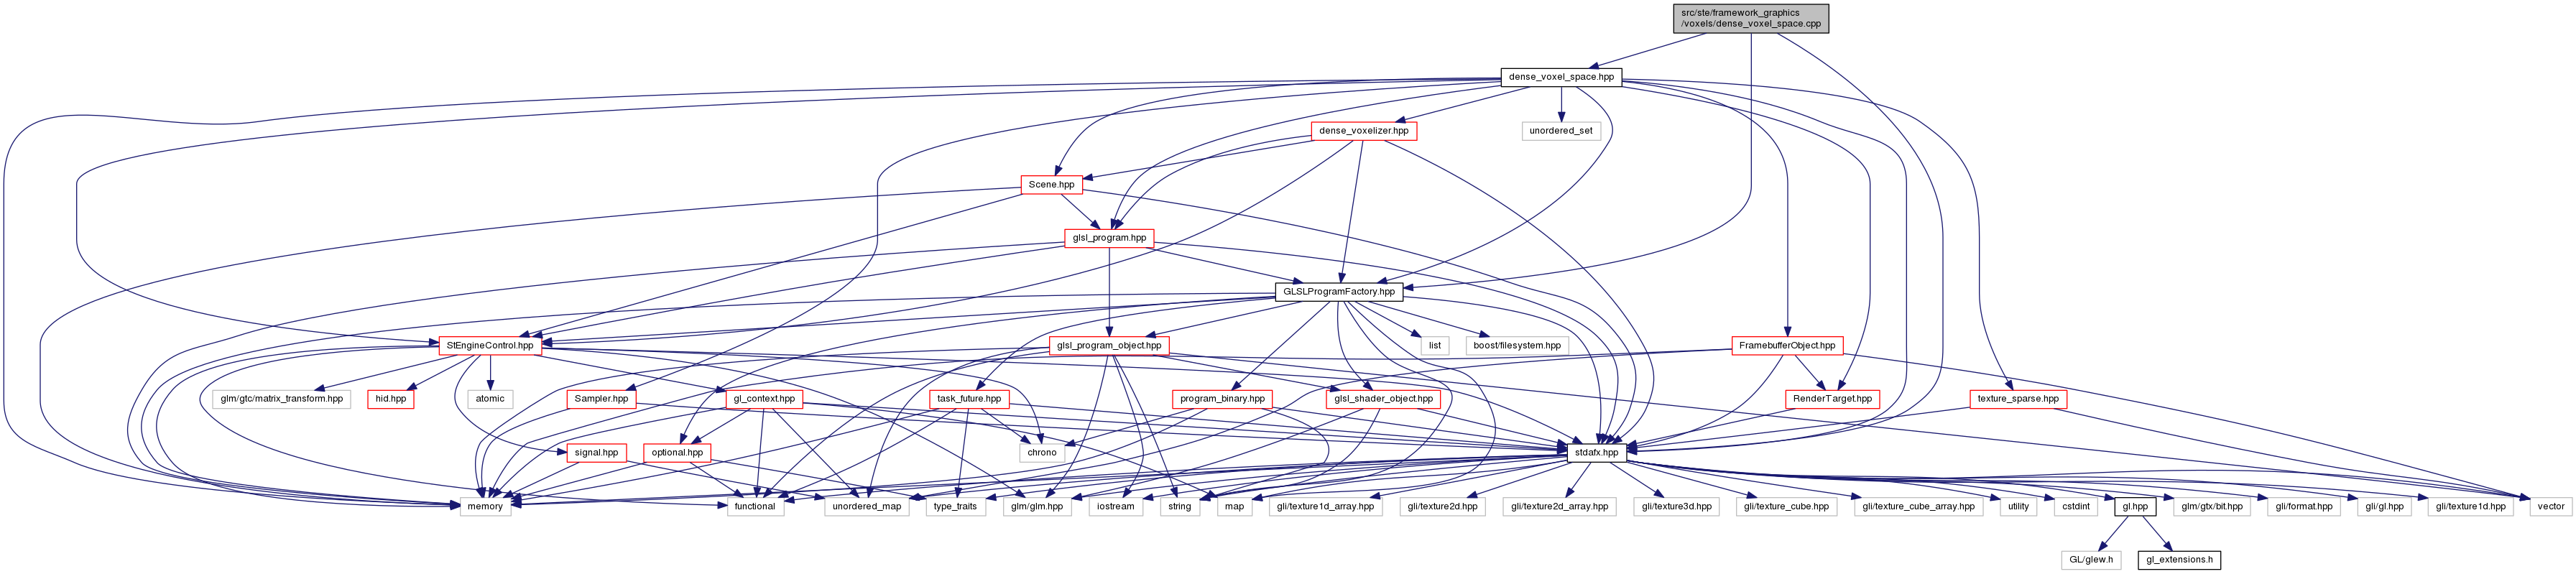 src/ste/framework_graphics
/voxels/dense_voxel_space.cpp
dense_voxel_space.hpp
dense_voxelizer.hpp
unordered_set
Scene.hpp
glsl_program.hpp
GLSLProgramFactory.hpp
StEngineControl.hpp
glsl_program_object.hpp
list
boost/filesystem.hpp
FramebufferObject.hpp
glm/gtc/matrix_transform.hpp
hid.hpp
atomic
Sampler.hpp
gl_context.hpp
task_future.hpp
program_binary.hpp
glsl_shader_object.hpp
RenderTarget.hpp
texture_sparse.hpp
signal.hpp
optional.hpp
chrono
stdafx.hpp
memory
functional
unordered_map
type_traits
glm/glm.hpp
iostream
string
map
gli/texture1d_array.hpp
gli/texture2d.hpp
gli/texture2d_array.hpp
gli/texture3d.hpp
gli/texture_cube.hpp
gli/texture_cube_array.hpp
utility
cstdint
gl.hpp
glm/gtx/bit.hpp
gli/format.hpp
gli/gl.hpp
gli/texture1d.hpp
vector
GL/glew.h
gl_extensions.h